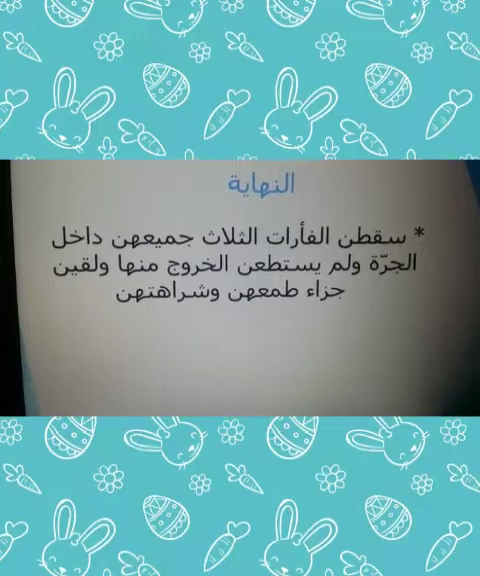 النهاية
* سقطن الفأرات الثلاث جميعهن داخل
الجرّة ولم يستطعن الخروج منها ولقين
جزاء طمعهن وشراهتهن